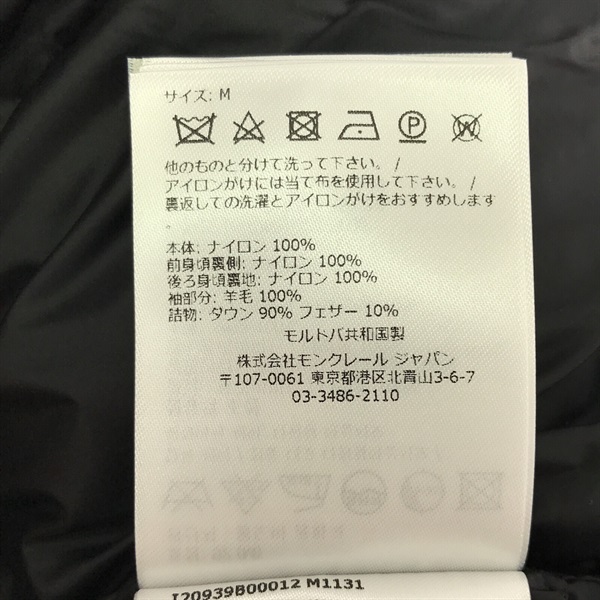 サイズ: M
P W
他のものと分けて洗って下さい。 /
アイロンがけには当て布を使用して下さい。 /
裏返しての洗濯とアイロンがけをおすすめします
。
本体: ナイロン 100%
前身頃裏側: ナイロン 100%
後ろ身頃裏地: ナイロン 100%
袖部分: 羊毛 100%
詰物: ダウン 90% フェザー 10%
モルドバ共和国製
株式会社モンクレール ジャパン
〒107-0061 東京都港区北青山3-6-7
03-3486-2110
I20939B00012 M1131